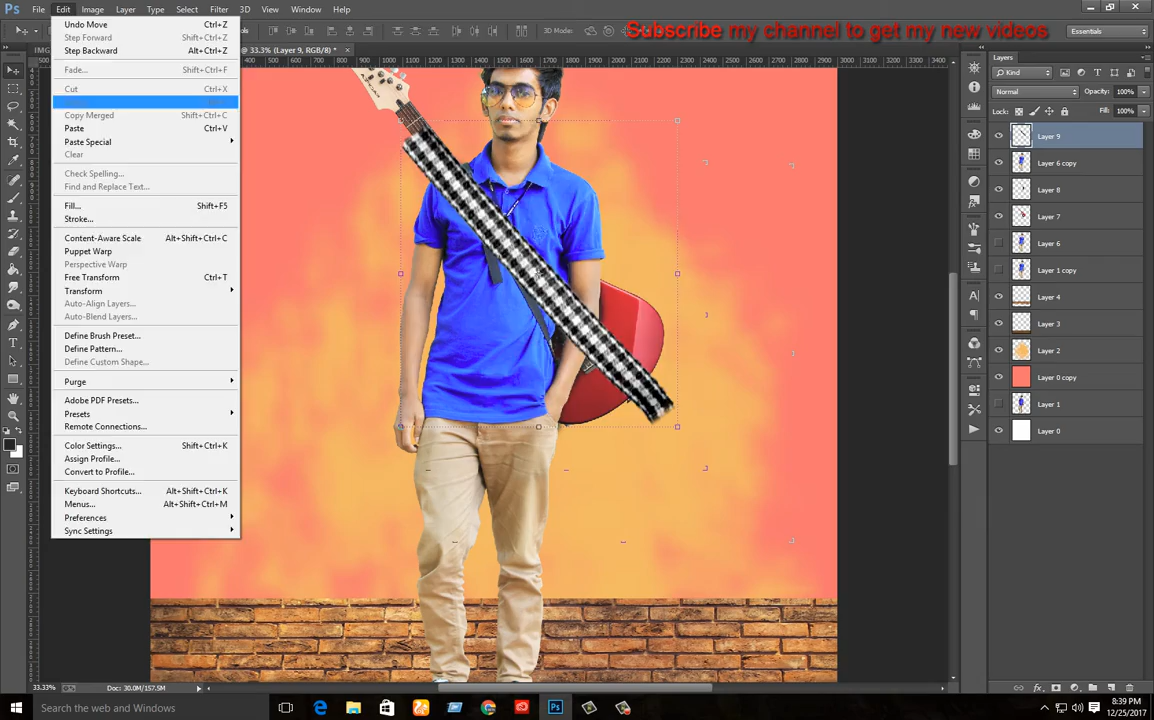 Ps File Edit Image Layer Type Select Filter 3D View Window Help
3D Mode:
Essentials
Subscribe my channel to get my new videos
IMG
@ 33.3% (Layer 9, RGB/8) * ×
Undo Move Ctrl+Z
Step Forward Shift+Ctrl+Z
Step Backward Alt+Ctrl+Z
Fade... Shift+Ctrl+F
Cut Ctrl+X
Copy Merged Shift+Ctrl+C
Paste Ctrl+V
Paste Special
Clear
Check Spelling...
Find and Replace Text...
Fill... Shift+F5
Stroke...
Content-Aware Scale Alt+Shift+Ctrl+C
Puppet Warp
Perspective Warp
Free Transform Ctrl+T
Transform
Auto-Align Layers...
Auto-Blend Layers...
Define Brush Preset...
Define Pattern...
Define Custom Shape...
Purge
Adobe PDF Presets...
Presets
Remote Connections...
Color Settings... Shift+Ctrl+K
Assign Profile...
Convert to Profile...
Keyboard Shortcuts... Alt+Shift+Ctrl+K
Menus... Alt+Shift+Ctrl+M
Preferences
Sync Settings
Layers
Kind
Normal Opacity: 100%
Lock: Fill: 100%
Layer 9
Layer 6 copy
Layer 8
Layer 7
Layer 6
Layer 1 copy
Layer 4
Layer 3
Layer 2
Layer 0 copy
Layer 1
Layer 0
33.33% Doc: 30.0M/157.5M
Search the web and Windows
8:39 PM
12/25/2017